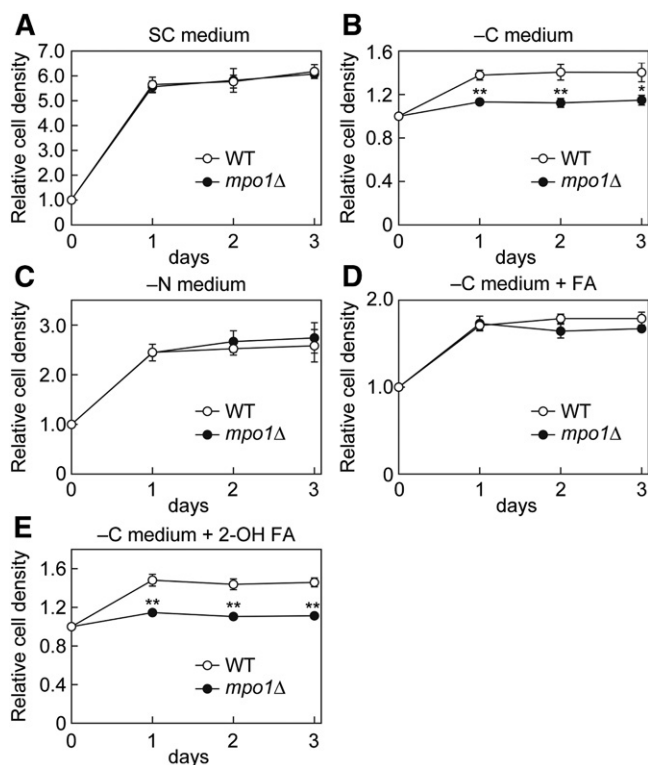 A
SC medium
Relative cell density
7.0
6.0
5.0
4.0
3.0
2.0
1.0
0
WT
mpo1Δ
0 1 2 3
days
B
–C medium
Relative cell density
1.6
1.2
0.8
0.4
0
** ** *
WT
mpo1Δ
0 1 2 3
days
C
–N medium
Relative cell density
3.0
2.0
1.0
0
WT
mpo1Δ
0 1 2 3
days
D
–C medium + FA
Relative cell density
2.0
1.0
0
WT
mpo1Δ
0 1 2 3
days
E
–C medium + 2-OH FA
Relative cell density
1.6
1.2
0.8
0.4
0
** ** **
WT
mpo1Δ
0 1 2 3
days